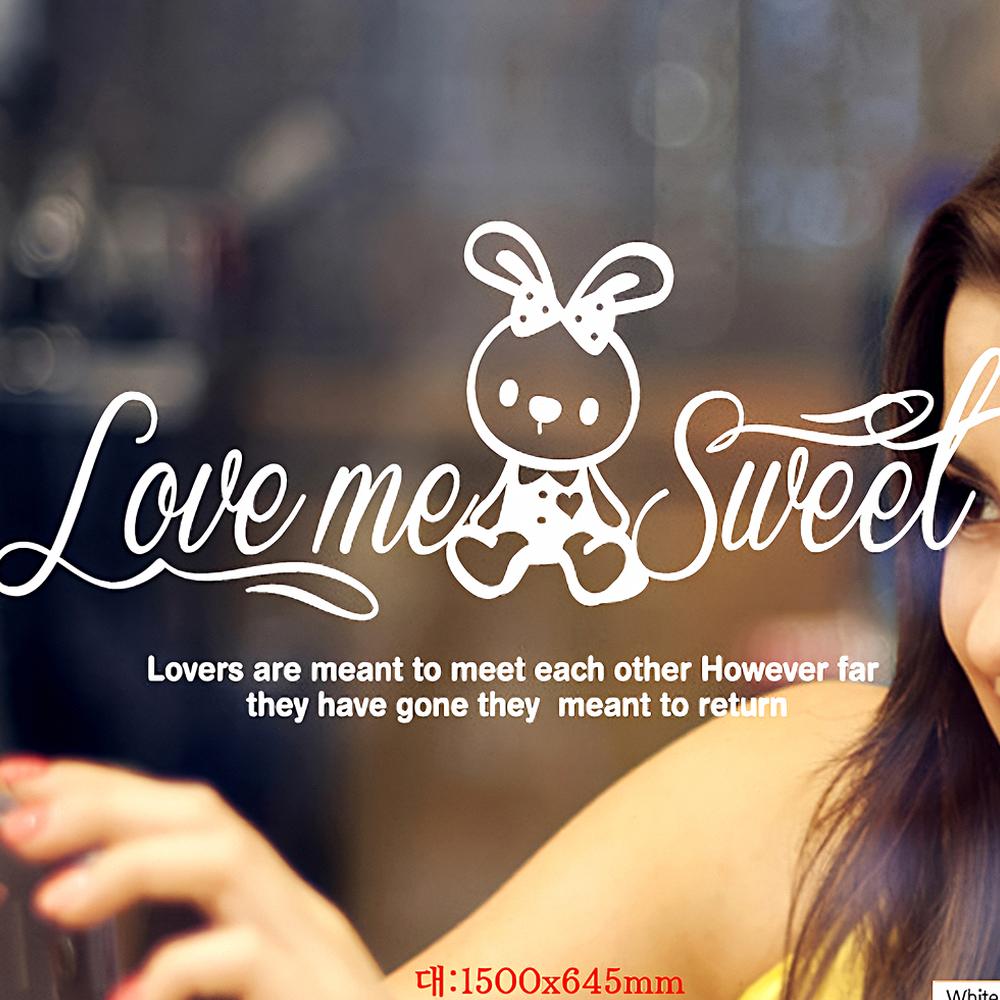 Love me Sweet
Lovers are meant to meet each other However far
they have gone they meant to return
대:1500x645mm
White